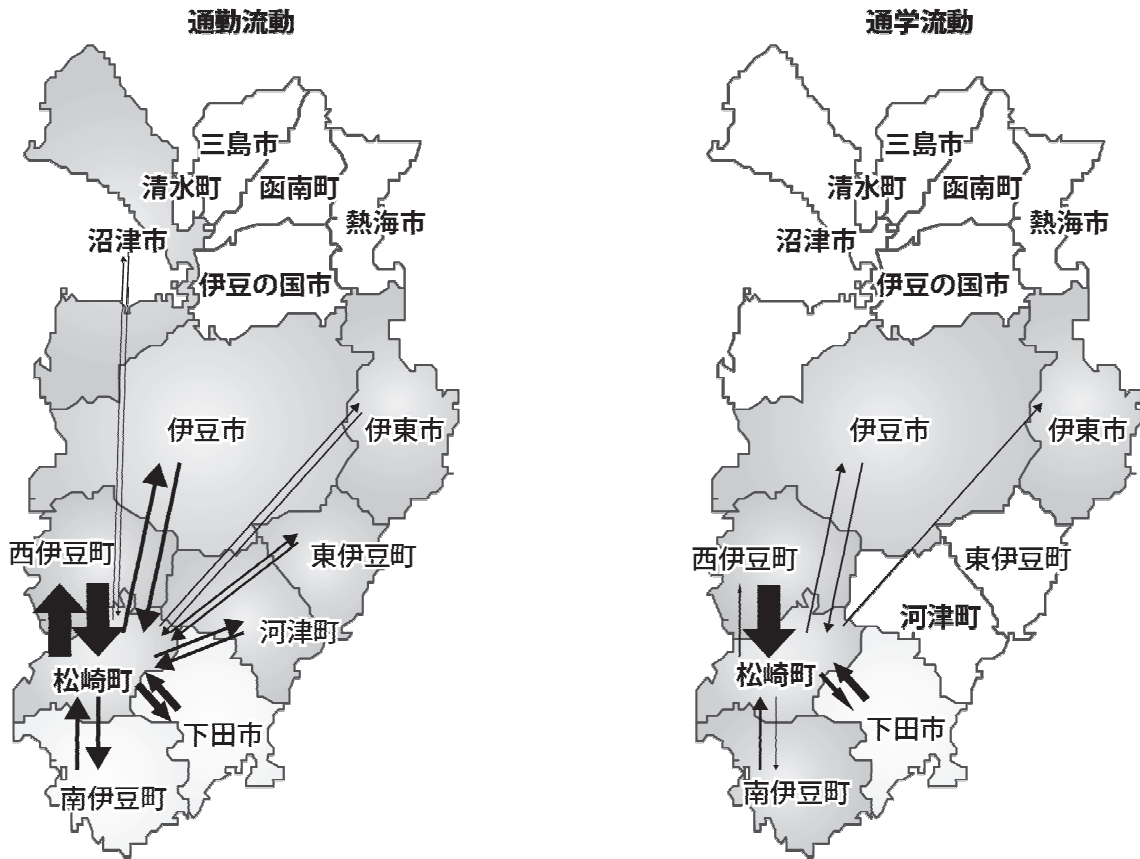 通勤流動
三島市
清水町
函南町
熱海市
沼津市
伊豆の国市
伊豆市
伊東市
西伊豆町
東伊豆町
河津町
松崎町
下田市
南伊豆町
通学流動
三島市
清水町
函南町
熱海市
沼津市
伊豆の国市
伊豆市
伊東市
西伊豆町
東伊豆町
河津町
松崎町
下田市
南伊豆町